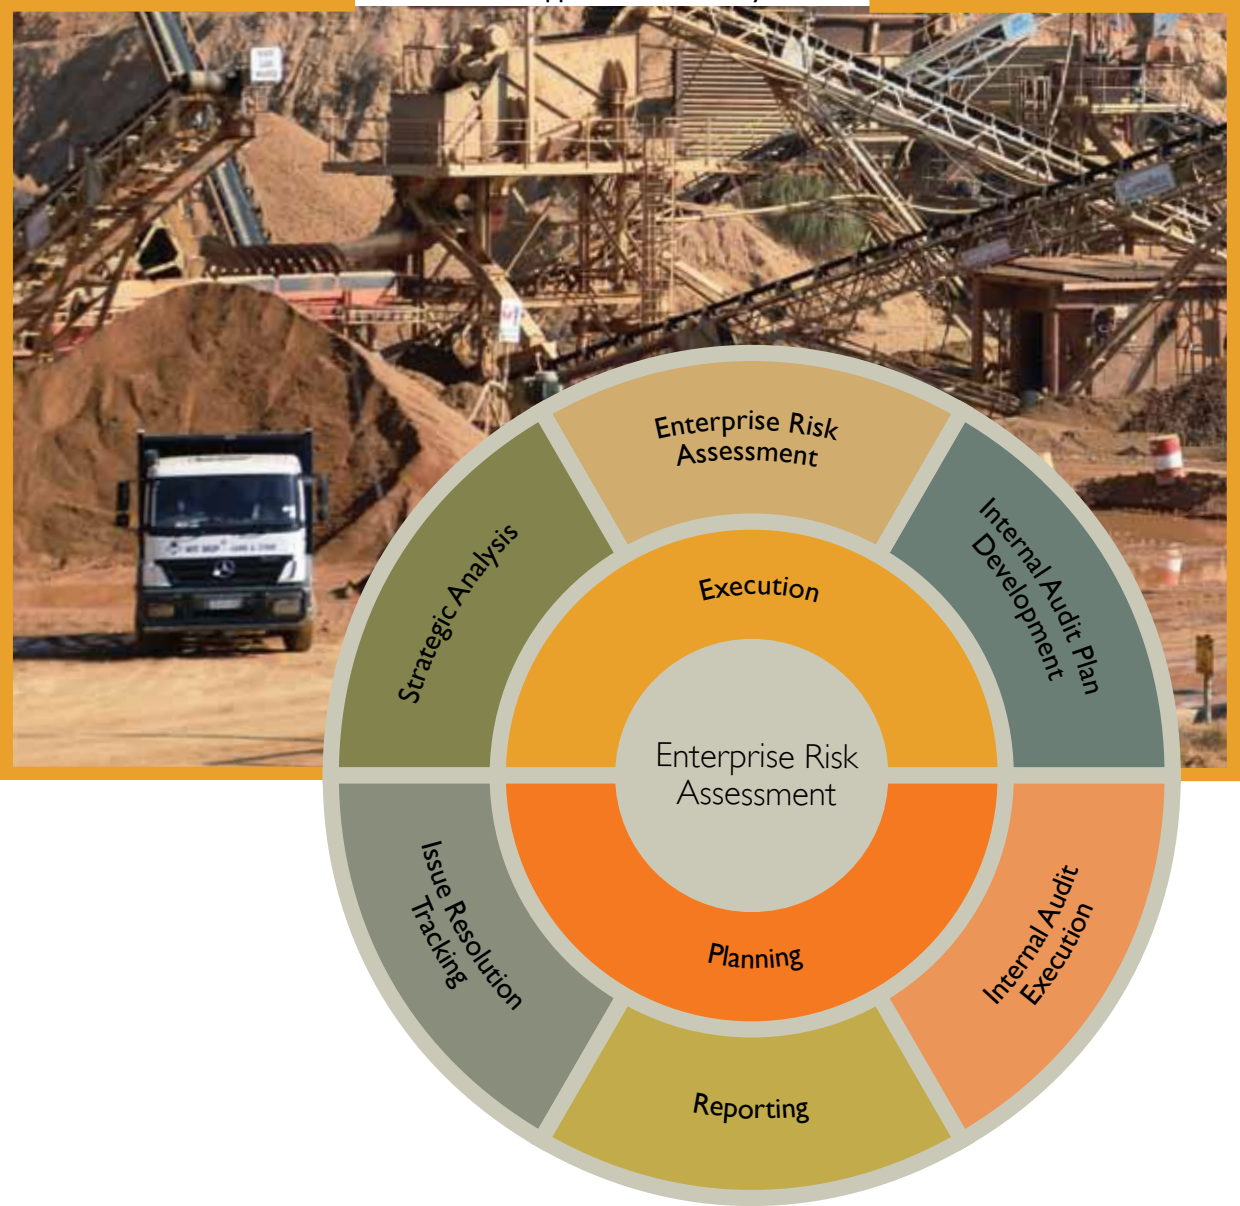 Enterprise Risk
Assessment
Strategic Analysis
Internal Audit Plan
Development
Execution
Enterprise Risk
Assessment
Issue Resolution
Tracking
Planning
Internal Audit
Execution
Reporting